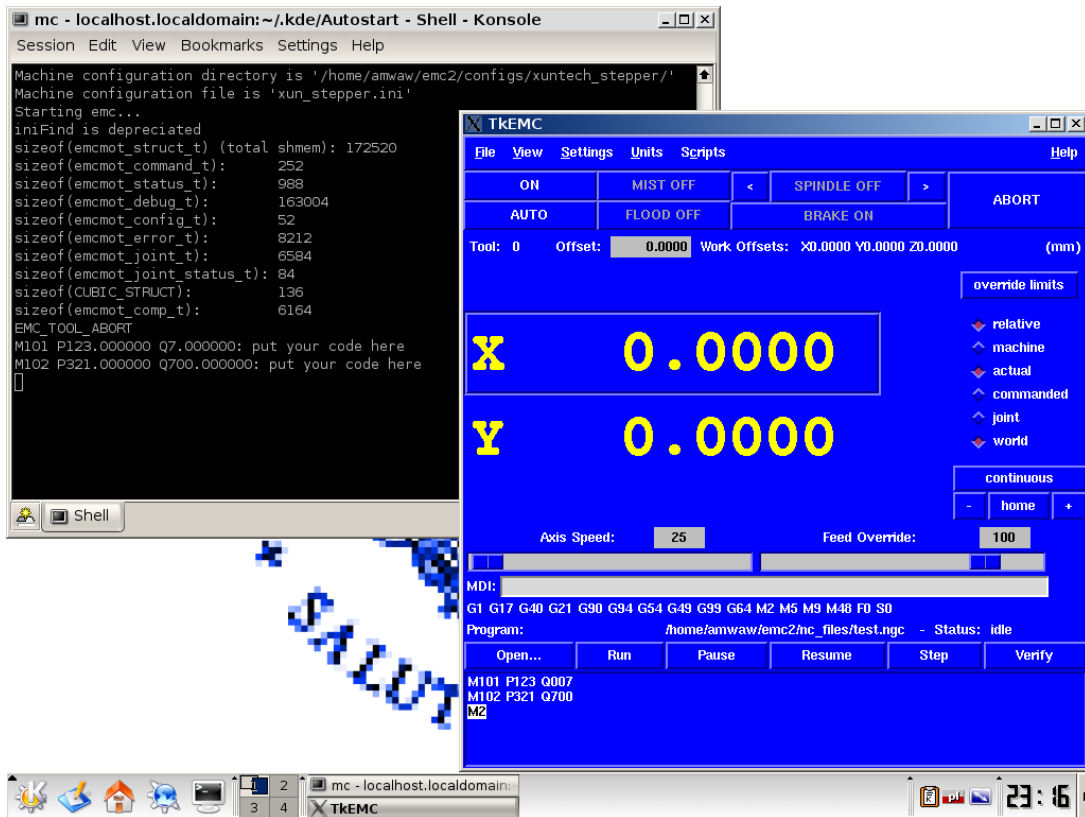 mc - localhost.localdomain:~/.kde/Autostart - Shell - Konsole
Session Edit View Bookmarks Settings Help
Machine configuration directory is '/home/amwaw/emc2/configs/xuntech_stepper/'
Machine configuration file is 'xun_stepper.ini'
Starting emc...
iniFind is depreciated
sizeof(emcmot_struct_t) (total shmem): 172520
sizeof(emcmot_command_t): 252
sizeof(emcmot_status_t): 988
sizeof(emcmot_debug_t): 163004
sizeof(emcmot_config_t): 52
sizeof(emcmot_error_t): 8212
sizeof(emcmot_joint_t): 6584
sizeof(emcmot_joint_status_t): 84
sizeof(CUBIC_STRUCT): 136
sizeof(emcmot_comp_t): 6164
EMC_TOOL_ABORT
M101 P123.000000 Q7.000000: put your code here
M102 P321.000000 Q700.000000: put your code here
Shell
TkEMC
File View Settings Units Scripts Help
ON MIST OFF < SPINDLE OFF > ABORT
AUTO FLOOD OFF BRAKE ON
Tool: 0 Offset: 0.0000 Work Offsets: X0.0000 Y0.0000 Z0.0000 (mm)
override limits
X 0.0000
Y 0.0000
relative
machine
actual
commanded
joint
world
continuous
- home +
Axis Speed: 25 Feed Override: 100
MDI:
G1 G17 G40 G21 G90 G94 G54 G49 G99 G64 M2 M5 M9 M48 F0 S0
Program: /home/amwaw/emc2/nc_files/test.ngc - Status: idle
Open... Run Pause Resume Step Verify
M101 P123 Q007
M102 P321 Q700
M2
SALUT
1 2 mc - localhost.localdomain:
3 4 TkEMC
pl
23:16